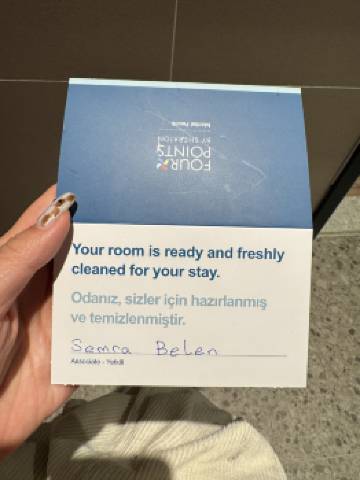 FOUR
POINTS
BY SHERATON
Your room is ready and freshly
cleaned for your stay.
Odanız, sizler için hazırlanmış
ve temizlenmiştir.
Semra Belen